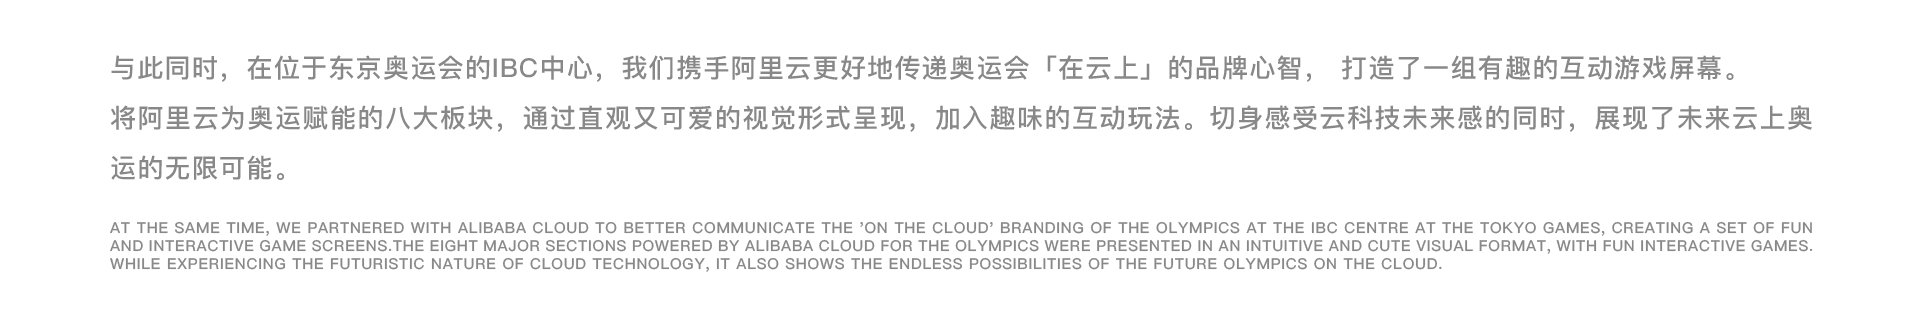 与此同时，在位于东京奥运会的IBC中心，我们携手阿里云更好地传递奥运会「在云上」的品牌心智， 打造了一组有趣的互动游戏屏幕。
将阿里云为奥运赋能的八大板块，通过直观又可爱的视觉形式呈现，加入趣味的互动玩法。切身感受云科技未来感的同时，展现了未来云上奥
运的无限可能。
AT THE SAME TIME, WE PARTNERED WITH ALIBABA CLOUD TO BETTER COMMUNICATE THE 'ON THE CLOUD' BRANDING OF THE OLYMPICS AT THE IBC CENTRE AT THE TOKYO GAMES, CREATING A SET OF FUN
AND INTERACTIVE GAME SCREENS.THE EIGHT MAJOR SECTIONS POWERED BY ALIBABA CLOUD FOR THE OLYMPICS WERE PRESENTED IN AN INTUITIVE AND CUTE VISUAL FORMAT, WITH FUN INTERACTIVE GAMES.
WHILE EXPERIENCING THE FUTURISTIC NATURE OF CLOUD TECHNOLOGY, IT ALSO SHOWS THE ENDLESS POSSIBILITIES OF THE FUTURE OLYMPICS ON THE CLOUD.